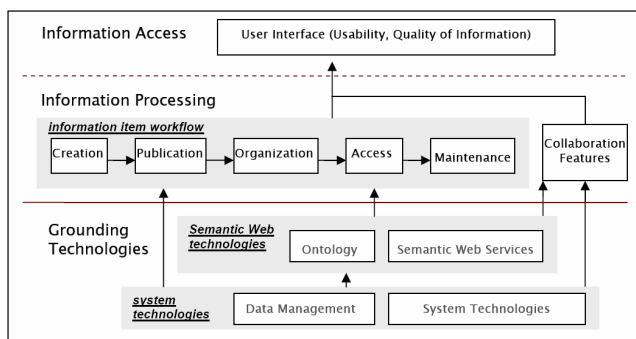 Information Access
User Interface (Usability, Quality of Information)
Information Processing
information item workflow
Creation
Publication
Organization
Access
Maintenance
Collaboration
Features
Grounding
Technologies
Semantic Web
technologies
Ontology
Semantic Web Services
system
technologies
Data Management
System Technologies